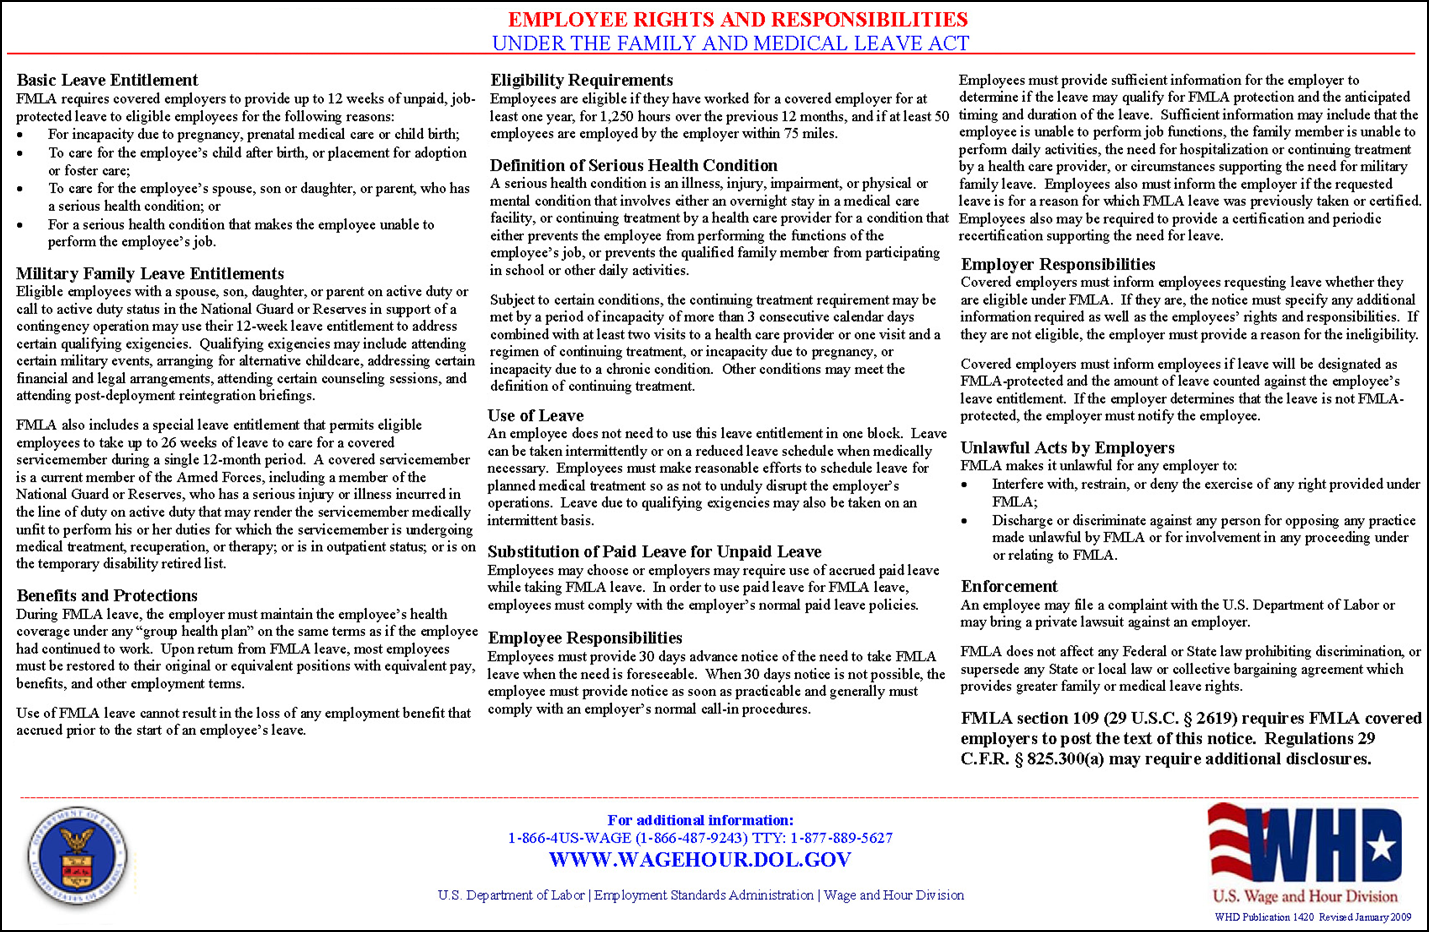 EMPLOYEE RIGHTS AND RESPONSIBILITIES
UNDER THE FAMILY AND MEDICAL LEAVE ACT
Basic Leave Entitlement
FMLA requires covered employers to provide up to 12 weeks of unpaid, job-
protected leave to eligible employees for the following reasons:
• For incapacity due to pregnancy, prenatal medical care or child birth;
• To care for the employee’s child after birth, or placement for adoption
or foster care;
• To care for the employee’s spouse, son or daughter, or parent, who has
a serious health condition; or
• For a serious health condition that makes the employee unable to
perform the employee’s job.
Military Family Leave Entitlements
Eligible employees with a spouse, son, daughter, or parent on active duty or
call to active duty status in the National Guard or Reserves in support of a
contingency operation may use their 12-week leave entitlement to address
certain qualifying exigencies.  Qualifying exigencies may include attending
certain military events, arranging for alternative childcare, addressing certain
financial and legal arrangements, attending certain counseling sessions, and
attending post-deployment reintegration briefings.
FMLA also includes a special leave entitlement that permits eligible
employees to take up to 26 weeks of leave to care for a covered
servicemember during a single 12-month period.  A covered servicemember
is a current member of the Armed Forces, including a member of the
National Guard or Reserves, who has a serious injury or illness incurred in
the line of duty on active duty that may render the servicemember medically
unfit to perform his or her duties for which the servicemember is undergoing
medical treatment, recuperation, or therapy; or is in outpatient status; or is on
the temporary disability retired list.
Benefits and Protections
During FMLA leave, the employer must maintain the employee’s health
coverage under any “group health plan” on the same terms as if the employee
had continued to work.  Upon return from FMLA leave, most employees
must be restored to their original or equivalent positions with equivalent pay,
benefits, and other employment terms.
Use of FMLA leave cannot result in the loss of any employment benefit that
accrued prior to the start of an employee’s leave.
Eligibility Requirements
Employees are eligible if they have worked for a covered employer for at
least one year, for 1,250 hours over the previous 12 months, and if at least 50
employees are employed by the employer within 75 miles.
Definition of Serious Health Condition
A serious health condition is an illness, injury, impairment, or physical or
mental condition that involves either an overnight stay in a medical care
facility, or continuing treatment by a health care provider for a condition that
either prevents the employee from performing the functions of the
employee’s job, or prevents the qualified family member from participating
in school or other daily activities.
Subject to certain conditions, the continuing treatment requirement may be
met by a period of incapacity of more than 3 consecutive calendar days
combined with at least two visits to a health care provider or one visit and a
regimen of continuing treatment, or incapacity due to pregnancy, or
incapacity due to a chronic condition.  Other conditions may meet the
definition of continuing treatment.
Use of Leave
An employee does not need to use this leave entitlement in one block.  Leave
can be taken intermittently or on a reduced leave schedule when medically
necessary.  Employees must make reasonable efforts to schedule leave for
planned medical treatment so as not to unduly disrupt the employer’s
operations.  Leave due to qualifying exigencies may also be taken on an
intermittent basis.
Substitution of Paid Leave for Unpaid Leave
Employees may choose or employers may require use of accrued paid leave
while taking FMLA leave.  In order to use paid leave for FMLA leave,
employees must comply with the employer’s normal paid leave policies.
Employee Responsibilities
Employees must provide 30 days advance notice of the need to take FMLA
leave when the need is foreseeable.  When 30 days notice is not possible, the
employee must provide notice as soon as practicable and generally must
comply with an employer’s normal call-in procedures.
Employees must provide sufficient information for the employer to
determine if the leave may qualify for FMLA protection and the anticipated
timing and duration of the leave.  Sufficient information may include that the
employee is unable to perform job functions, the family member is unable to
perform daily activities, the need for hospitalization or continuing treatment
by a health care provider, or circumstances supporting the need for military
family leave.  Employees also must inform the employer if the requested
leave is for a reason for which FMLA leave was previously taken or certified.
Employees also may be required to provide a certification and periodic
recertification supporting the need for leave.
Employer Responsibilities
Covered employers must inform employees requesting leave whether they
are eligible under FMLA.  If they are, the notice must specify any additional
information required as well as the employees’ rights and responsibilities.  If
they are not eligible, the employer must provide a reason for the ineligibility.
Covered employers must inform employees if leave will be designated as
FMLA-protected and the amount of leave counted against the employee’s
leave entitlement.  If the employer determines that the leave is not FMLA-
protected, the employer must notify the employee.
Unlawful Acts by Employers
FMLA makes it unlawful for any employer to:
• Interfere with, restrain, or deny the exercise of any right provided under
FMLA;
• Discharge or discriminate against any person for opposing any practice
made unlawful by FMLA or for involvement in any proceeding under
or relating to FMLA.
Enforcement
An employee may file a complaint with the U.S. Department of Labor or
may bring a private lawsuit against an employer.
FMLA does not affect any Federal or State law prohibiting discrimination, or
supersede any State or local law or collective bargaining agreement which
provides greater family or medical leave rights.
FMLA section 109 (29 U.S.C. § 2619) requires FMLA covered
employers to post the text of this notice.  Regulations 29
C.F.R. § 825.300(a) may require additional disclosures.
DEPARTMENT OF LABOR
UNITED STATES OF AMERICA
For additional information:
1-866-4US-WAGE (1-866-487-9243) TTY: 1-877-889-5627
WWW.WAGEHOUR.DOL.GOV
U.S. Department of Labor | Employment Standards Administration | Wage and Hour Division
WHD
U.S. Wage and Hour Division
WHD Publication 1420  Revised January 2009